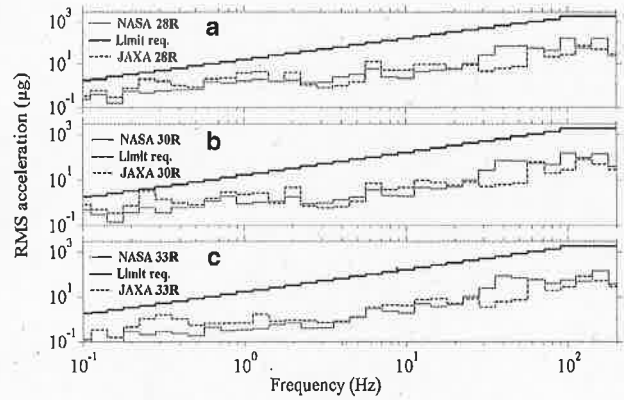 a
NASA 28R
Limit req.
JAXA 28R
10^3
10^1
10^-1
b
NASA 30R
Limit req.
JAXA 30R
10^3
10^1
10^-1
c
NASA 33R
Limit req.
JAXA 33R
10^3
10^1
10^-1
RMS acceleration (µg)
10^-1 10^0 10^1 10^2
Frequency (Hz)